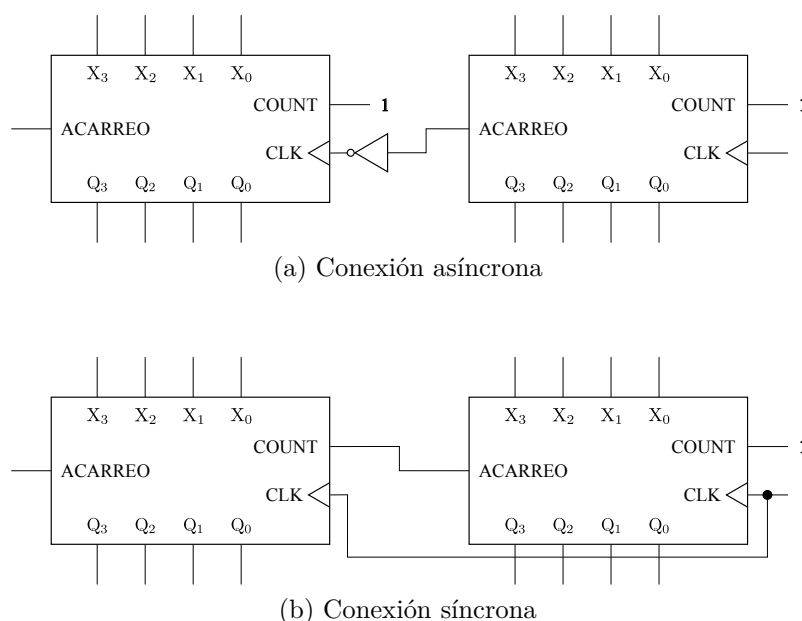 X₃ X₂ X₁ X₀ X₃ X₂ X₁ X₀
COUNT 1 COUNT
ACARREO ACARREO
CLK CLK
Q₃ Q₂ Q₁ Q₀ Q₃ Q₂ Q₁ Q₀
(a) Conexión asíncrona
X₃ X₂ X₁ X₀ X₃ X₂ X₁ X₀
COUNT COUNT
ACARREO ACARREO
CLK CLK
Q₃ Q₂ Q₁ Q₀ Q₃ Q₂ Q₁ Q₀
(b) Conexión síncrona